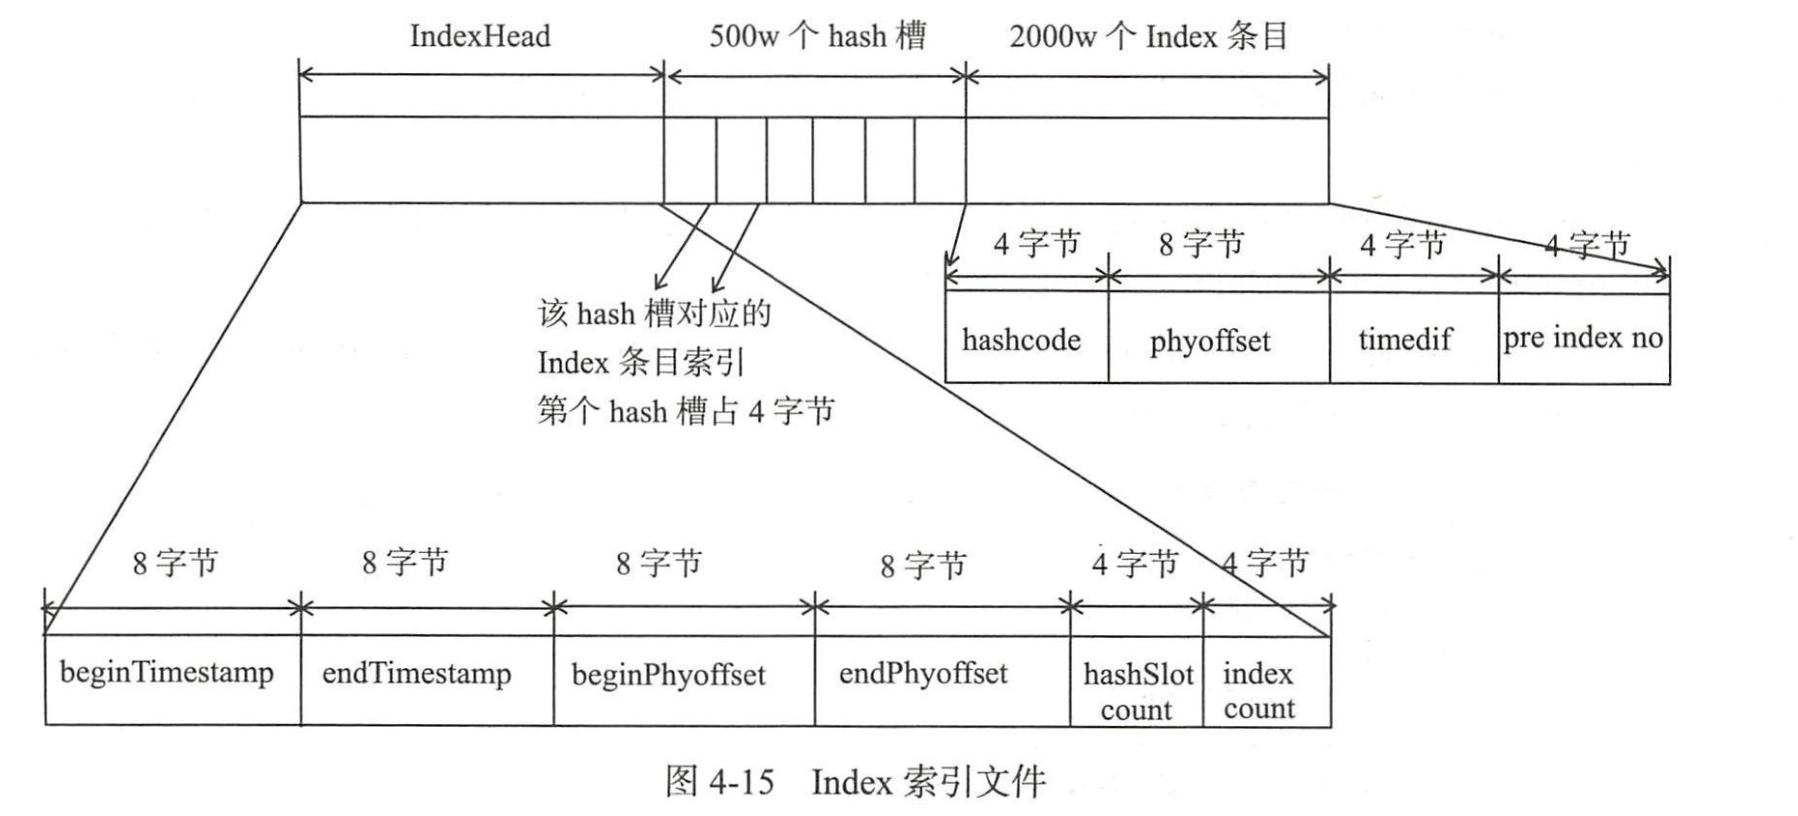 IndexHead
500w 个 hash 槽
2000w 个 Index 条目
4 字节
8 字节
4 字节
4 字节
hashcode
phyoffset
timedif
pre index no
该 hash 槽对应的
Index 条目索引
第个 hash 槽占 4 字节
8 字节
8 字节
8 字节
8 字节
4 字节
4 字节
beginTimestamp
endTimestamp
beginPhyoffset
endPhyoffset
hashSlot
count
index
count
图 4-15 Index 索引文件